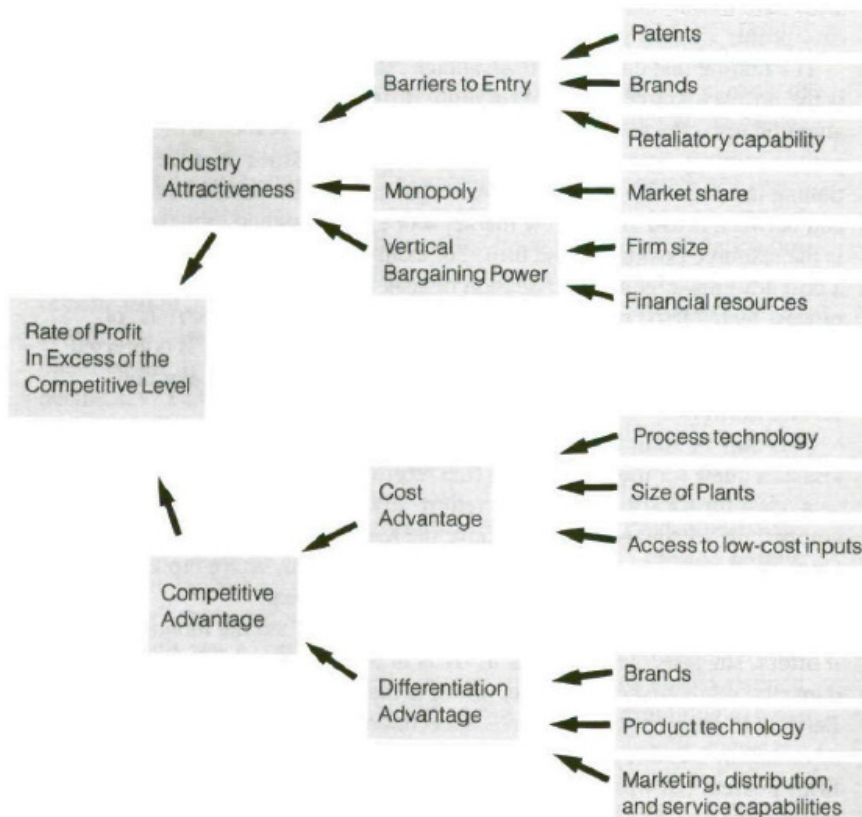 Patents
Barriers to Entry
Brands
Retaliatory capability
Industry
Attractiveness
Monopoly
Market share
Vertical
Bargaining Power
Firm size
Financial resources
Rate of Profit
In Excess of the
Competitive Level
Process technology
Cost
Advantage
Size of Plants
Access to low-cost inputs
Competitive
Advantage
Differentiation
Advantage
Brands
Product technology
Marketing, distribution,
and service capabilities